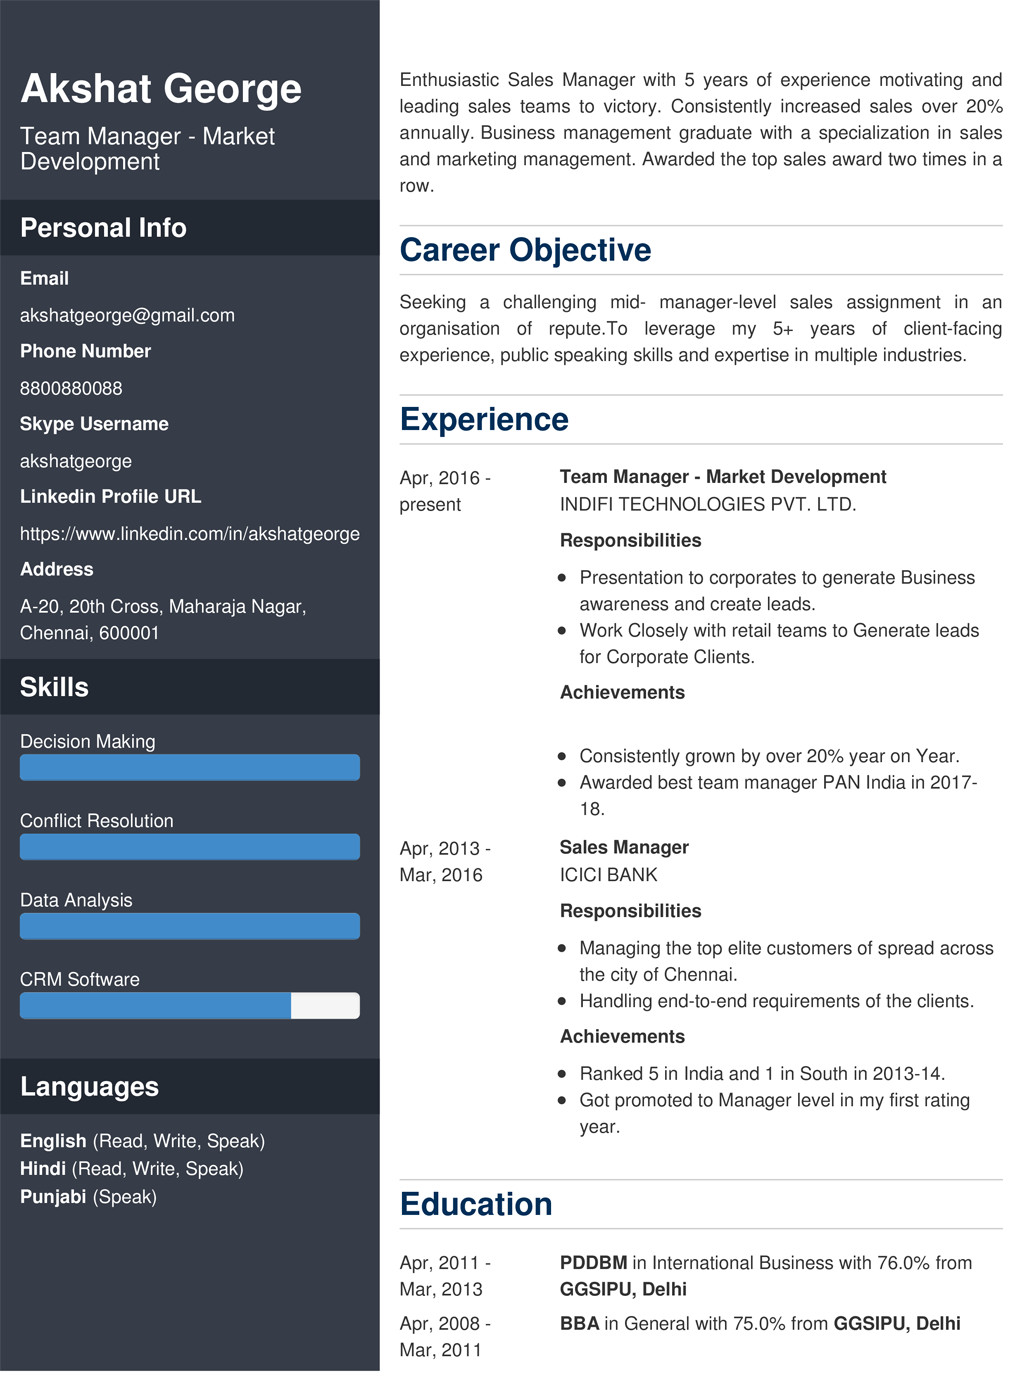 Akshat George
Team Manager - Market
Development
Personal Info
Email
akshatgeorge@gmail.com
Phone Number
8800880088
Skype Username
akshatgeorge
Linkedin Profile URL
https://www.linkedin.com/in/akshatgeorge
Address
A-20, 20th Cross, Maharaja Nagar,
Chennai, 600001
Skills
Decision Making
Conflict Resolution
Data Analysis
CRM Software
Languages
English (Read, Write, Speak)
Hindi (Read, Write, Speak)
Punjabi (Speak)
Enthusiastic Sales Manager with 5 years of experience motivating and
leading sales teams to victory. Consistently increased sales over 20%
annually. Business management graduate with a specialization in sales
and marketing management. Awarded the top sales award two times in a
row.
Career Objective
Seeking a challenging mid- manager-level sales assignment in an
organisation of repute.To leverage my 5+ years of client-facing
experience, public speaking skills and expertise in multiple industries.
Experience
Apr, 2016 -
present
Team Manager - Market Development
INDIFI TECHNOLOGIES PVT. LTD.
Responsibilities
● Presentation to corporates to generate Business
awareness and create leads.
● Work Closely with retail teams to Generate leads
for Corporate Clients.
Achievements
● Consistently grown by over 20% year on Year.
● Awarded best team manager PAN India in 2017-
18.
Apr, 2013 -
Mar, 2016
Sales Manager
ICICI BANK
Responsibilities
● Managing the top elite customers of spread across
the city of Chennai.
● Handling end-to-end requirements of the clients.
Achievements
● Ranked 5 in India and 1 in South in 2013-14.
● Got promoted to Manager level in my first rating
year.
Education
Apr, 2011 -
Mar, 2013
PDDBM in International Business with 76.0% from
GGSIPU, Delhi
Apr, 2008 -
Mar, 2011
BBA in General with 75.0% from GGSIPU, Delhi